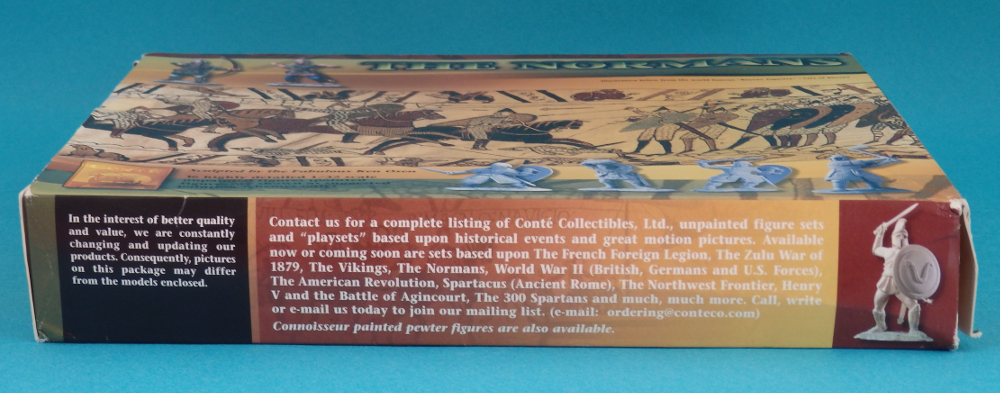 THE NORMANS
Sculpted by the Fabulous Ken Osen
In the interest of better quality
and value, we are constantly
changing and updating our
products. Consequently, pictures
on this package may differ
from the models enclosed.
Contact us for a complete listing of Conté Collectibles, Ltd., unpainted figure sets
and “playsets” based upon historical events and great motion pictures. Available
now or coming soon are sets based upon The French Foreign Legion, The Zulu War of
1879, The Vikings, The Normans, World War II (British, Germans and U.S. Forces),
The American Revolution, Spartacus (Ancient Rome), The Northwest Frontier, Henry
V and the Battle of Agincourt, The 300 Spartans and much, much more. Call, write
or e-mail us today to join our mailing list. (e-mail: ordering@conteco.com)
Connoisseur painted pewter figures are also available.